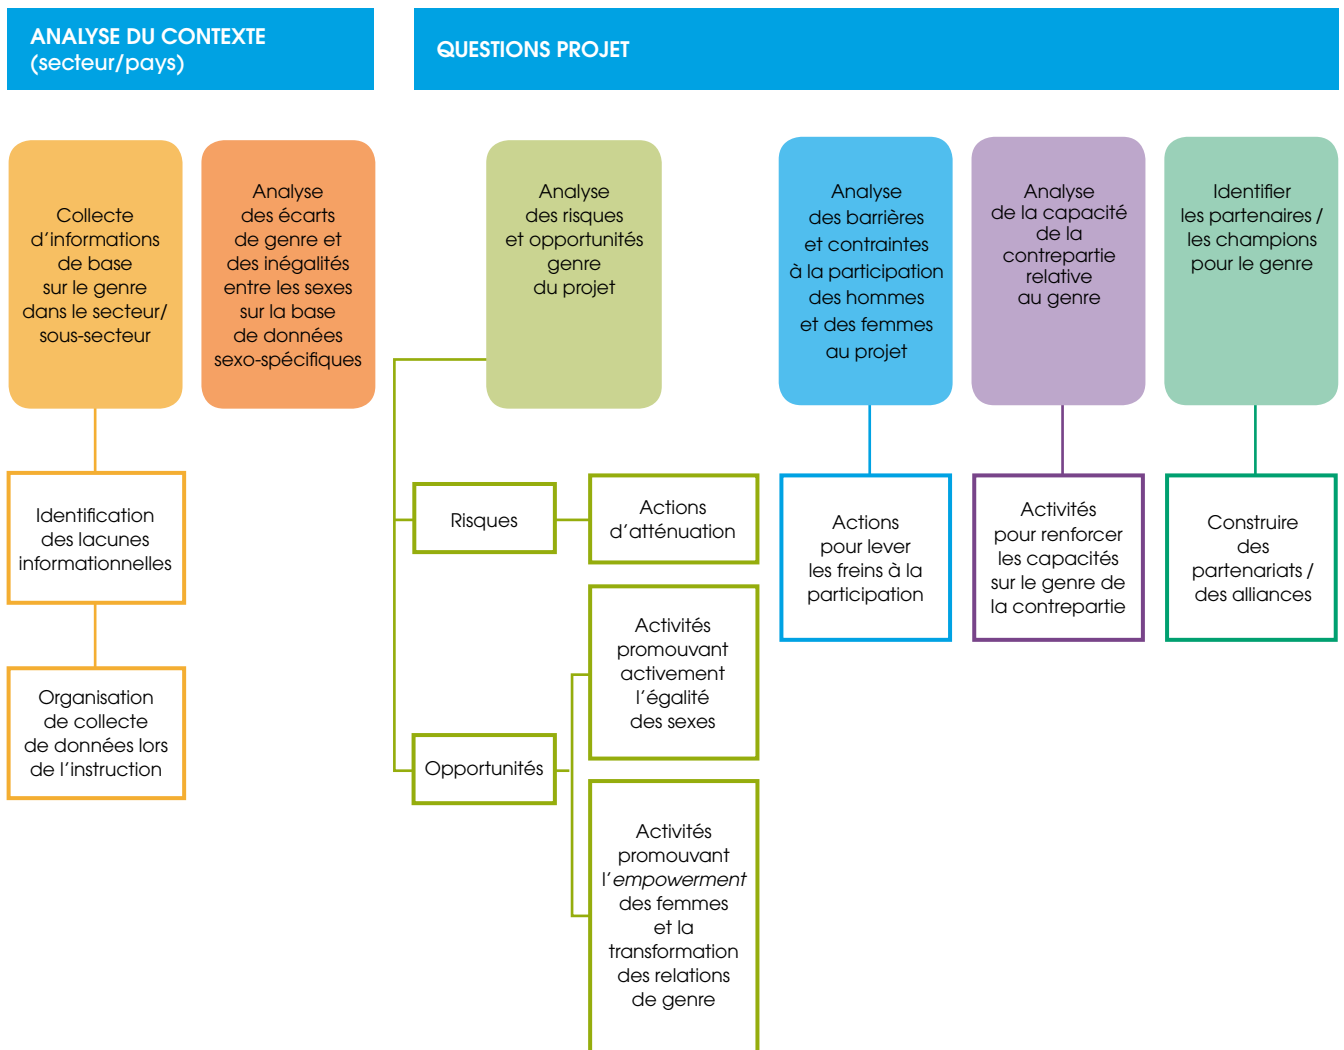 ANALYSE DU CONTEXTE
(secteur/pays)
QUESTIONS PROJET
Collecte
d’informations
de base
sur le genre
dans le secteur/
sous-secteur
Analyse
des écarts
de genre et
des inégalités
entre les sexes
sur la base
de données
sexo-spécifiques
Analyse
des risques
et opportunités
genre
du projet
Analyse
des barrières
et contraintes
à la participation
des hommes
et des femmes
au projet
Analyse
de la capacité
de la
contrepartie
relative
au genre
Identifier
les partenaires /
les champions
pour le genre
Identification
des lacunes
informationnelles
Organisation
de collecte
de données lors
de l’instruction
Risques
Actions
d’atténuation
Opportunités
Activités
promouvant
activement
l’égalité
des sexes
Activités
promouvant
l’empowerment
des femmes
et la
transformation
des relations
de genre
Actions
pour lever
les freins à la
participation
Activités
pour renforcer
les capacités
sur le genre de
la contrepartie
Construire
des
partenariats /
des alliances